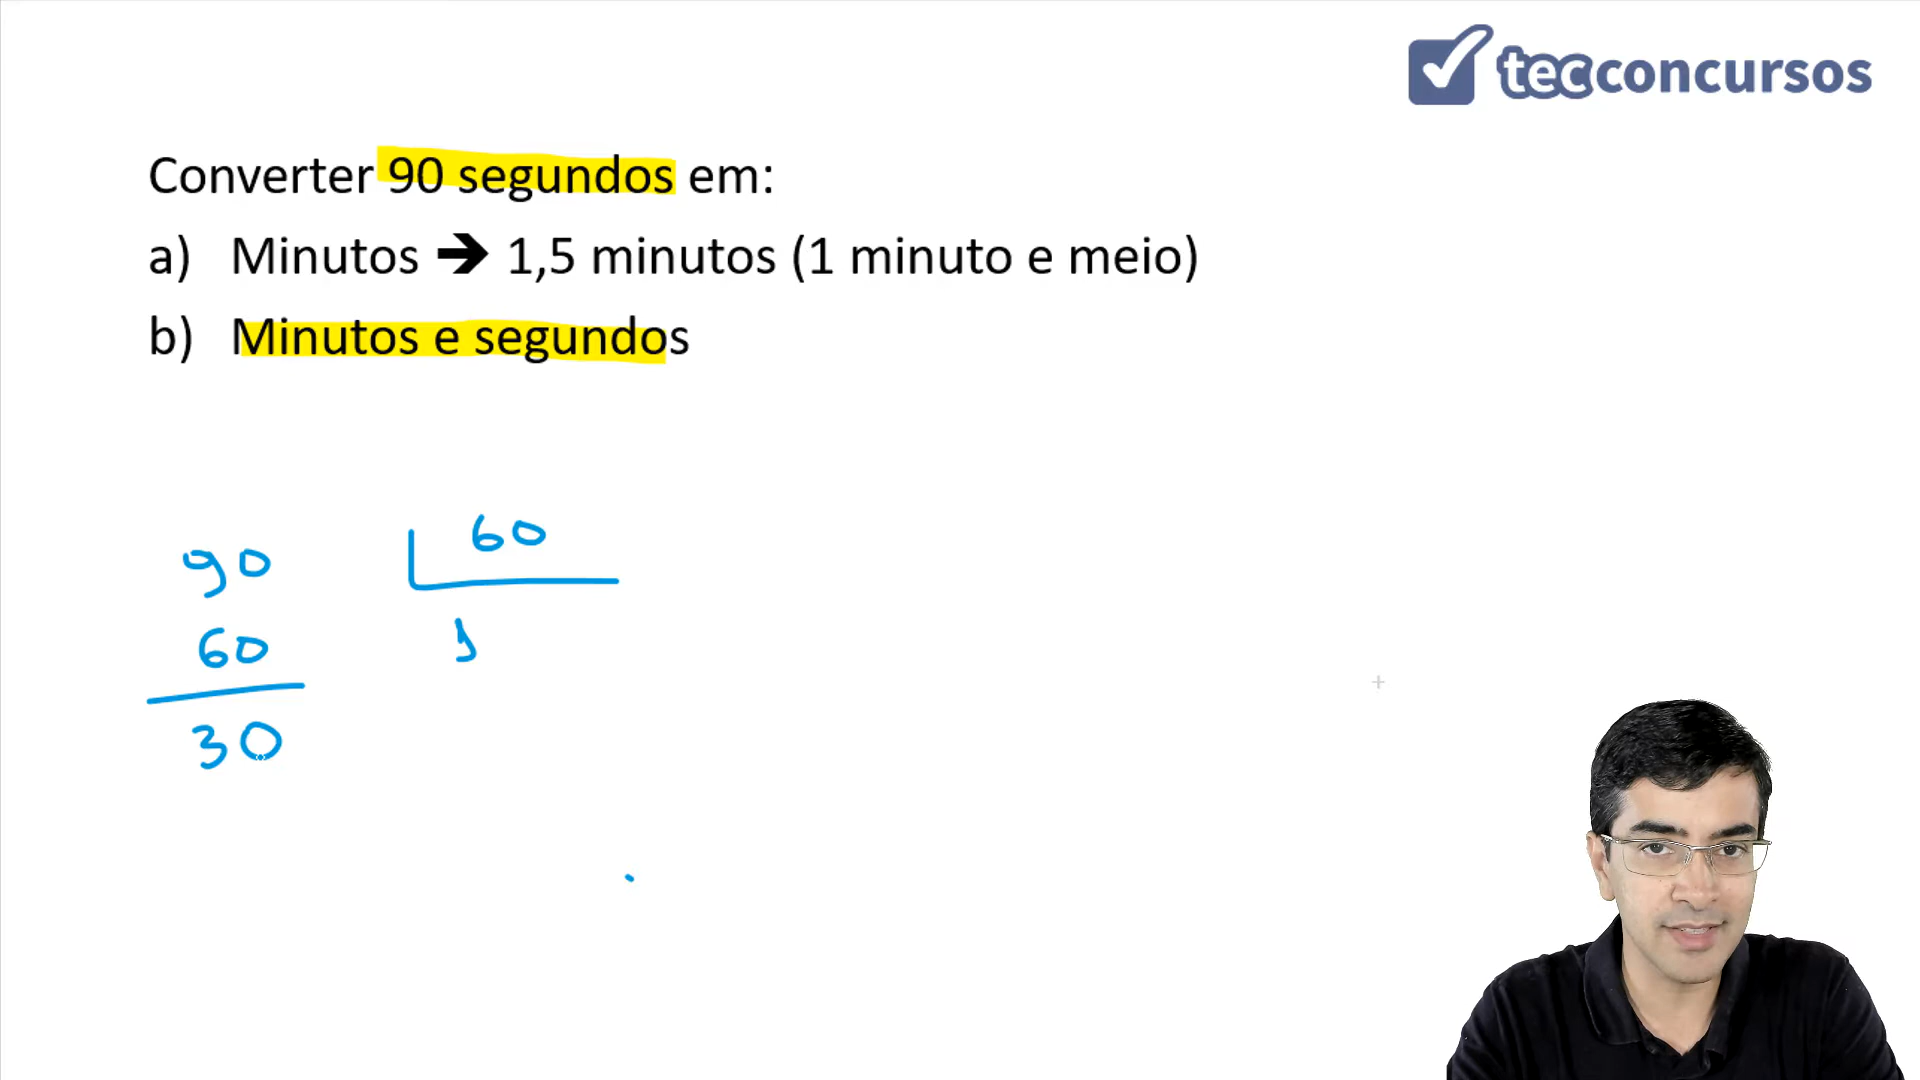 tecconcursos
Converter 90 segundos em:
a) Minutos ➔ 1,5 minutos (1 minuto e meio)
b) Minutos e segundos
90 60
60 1
30